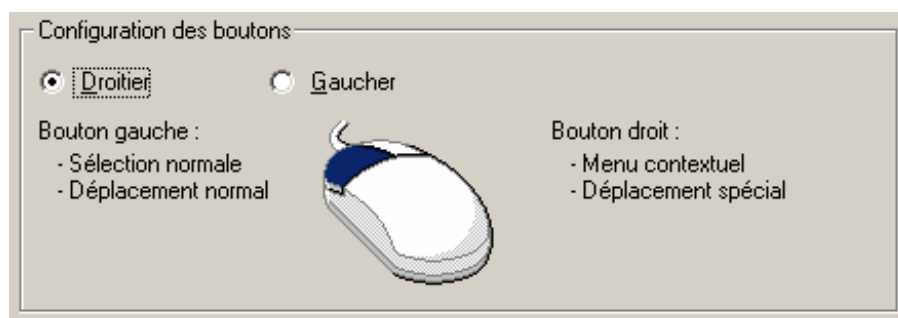 Configuration des boutons
Droitier
Gaucher
Bouton gauche :
- Sélection normale
- Déplacement normal
Bouton droit :
- Menu contextuel
- Déplacement spécial